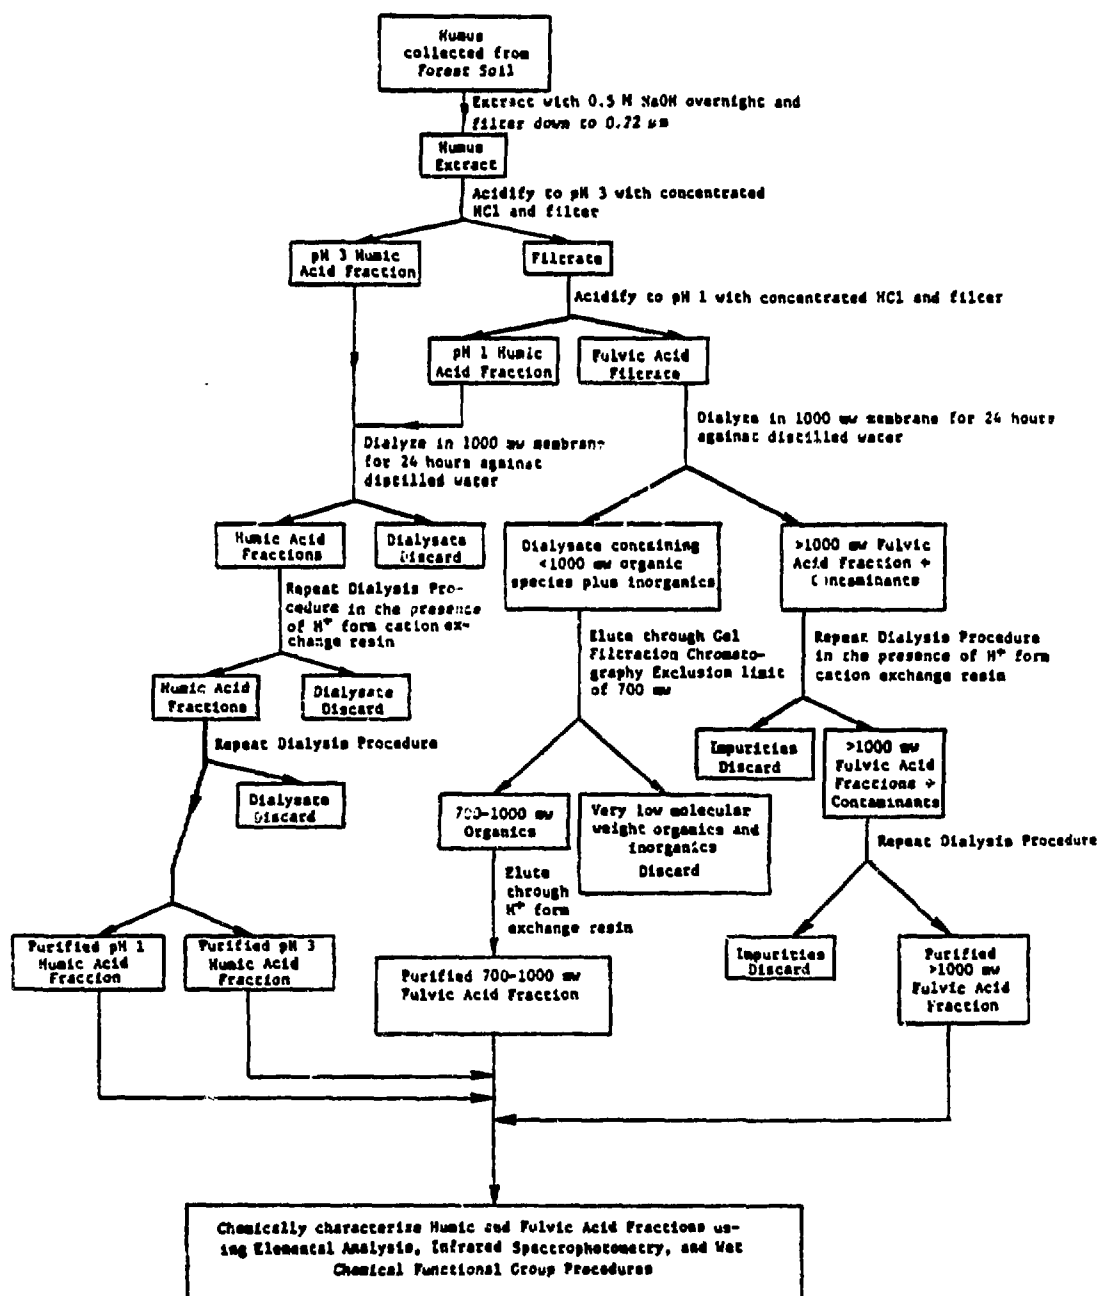 Humus
collected from
Forest Soil
Extract with 0.5 M NaOH overnight and
filter down to 0.22 µm
Humus
Extract
Acidify to pH 3 with concentrated
HCl and filter
pH 3 Humic
Acid Fraction
Filtrate
Acidify to pH 1 with concentrated HCl and filter
pH 1 Humic
Acid Fraction
Fulvic Acid
Filtrate
Dialyze in 1000 mw membrane
for 24 hours against
distilled water
Dialyze in 1000 mw membrane for 24 hours
against distilled water
Humic Acid
Fractions
Dialysate
Discard
Dialysate containing
<1000 mw organic
species plus inorganics
>1000 mw Fulvic
Acid Fraction +
Contaminants
Repeat Dialysis Pro-
cedure in the presence
of H+ form cation ex-
change resin
Elute through Gel
Filtration Chromato-
graphy Exclusion limit
of 700 mw
Repeat Dialysis Procedure
in the presence of H+ form
cation exchange resin
Humic Acid
Fractions
Dialysate
Discard
Impurities
Discard
>1000 mw
Fulvic Acid
Fractions +
Contaminants
Repeat Dialysis Procedure
Dialysate
Discard
700-1000 mw
Organics
Very low molecular
weight organics and
inorganics
Discard
Repeat Dialysis Procedure
Elute
through
H+ form
exchange resin
Purified pH 1
Humic Acid
Fraction
Purified pH 3
Humic Acid
Fraction
Purified 700-1000 mw
Fulvic Acid Fraction
Impurities
Discard
Purified
>1000 mw
Fulvic Acid
Fraction
Chemically characterize Humic and Fulvic Acid Fractions us-
ing Elemental Analysis, Infrared Spectrophotometry, and Wet
Chemical Functional Group Procedures